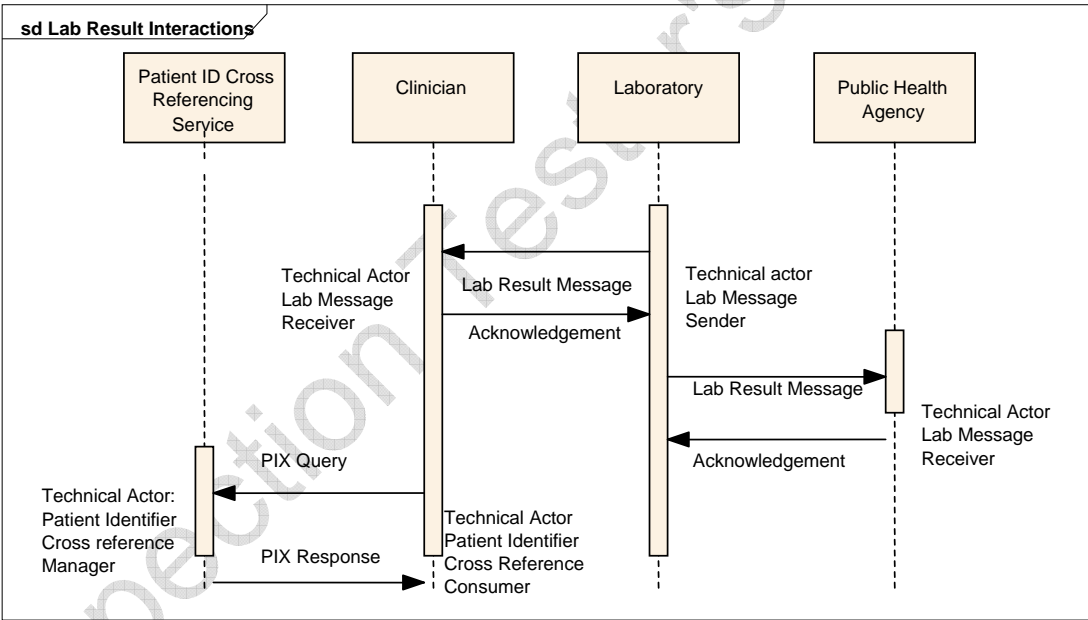 sd Lab Result Interactions
Patient ID Cross
Referencing
Service
Clinician
Laboratory
Public Health
Agency
Technical Actor
Lab Message
Receiver
Lab Result Message
Acknowledgement
Technical actor
Lab Message
Sender
Lab Result Message
Acknowledgement
Technical Actor
Lab Message
Receiver
PIX Query
Technical Actor:
Patient Identifier
Cross reference
Manager
PIX Response
Technical Actor
Patient Identifier
Cross Reference
Consumer